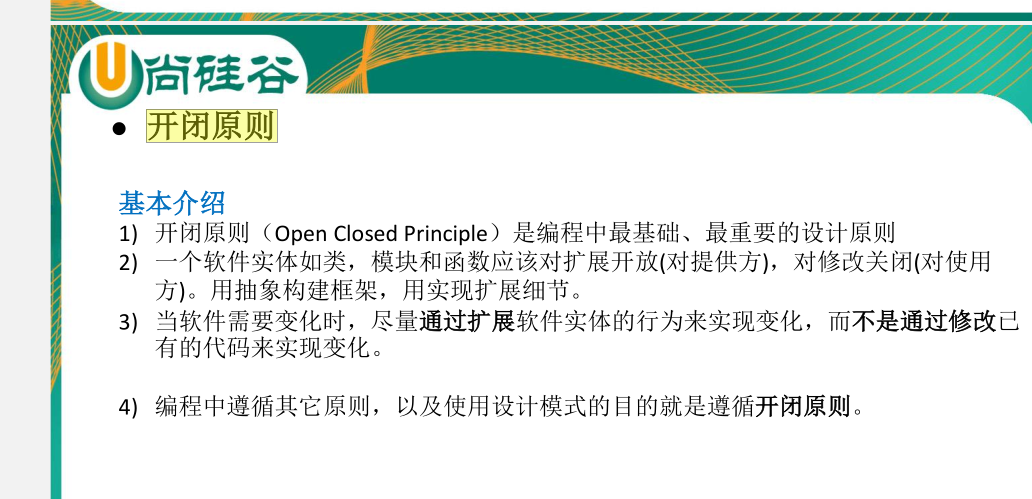 尚硅谷
● 开闭原则
基本介绍
1) 开闭原则（Open Closed Principle）是编程中最基础、最重要的设计原则
2) 一个软件实体如类，模块和函数应该对扩展开放(对提供方)，对修改关闭(对使用
方)。用抽象构建框架，用实现扩展细节。
3) 当软件需要变化时，尽量通过扩展软件实体的行为来实现变化，而不是通过修改已
有的代码来实现变化。
4) 编程中遵循其它原则，以及使用设计模式的目的就是遵循开闭原则。